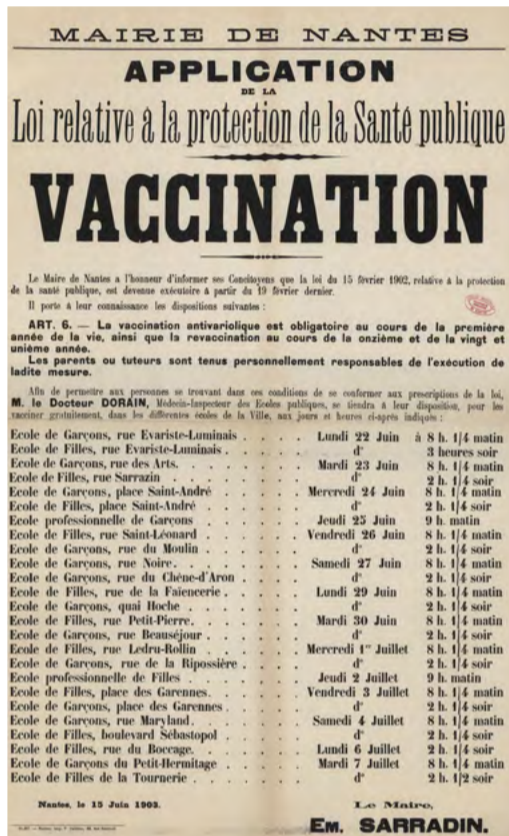 MAIRIE DE NANTES
APPLICATION
DE LA
Loi relative à la protection de la Santé publique
VACCINATION
Le Maire de Nantes a l'honneur d'informer ses Concitoyens que la loi du 15 février 1902, relative à la protection
de la santé publique, est devenue exécutoire à partir du 19 février dernier.
Il porte à leur connaissance les dispositions suivantes :
ART. 6. — La vaccination antivariolique est obligatoire au cours de la première
année de la vie, ainsi que la revaccination au cours de la onzième et de la vingt et
unième année.
Les parents ou tuteurs sont tenus personnellement responsables de l'exécution de
ladite mesure.
Afin de permettre aux personnes se trouvant dans ces conditions de se conformer aux prescriptions de la loi,
M. le Docteur DORAIN, Médecin-Inspecteur des Ecoles publiques, se tiendra à leur disposition, pour les
vacciner gratuitement, dans les différentes écoles de la Ville, aux jours et heures ci-après indiqués :
Ecole de Garçons, rue Evariste-Luminais . . . . . Lundi 22 Juin à 8 h. 1/4 matin
Ecole de Filles, rue Evariste-Luminais . . . . . d° 3 heures soir
Ecole de Garçons, rue des Arts. . . . . . Mardi 23 Juin 8 h. 1/4 matin
Ecole de Filles, rue Sarrazin . . . . . . d° 2 h. 1/4 soir
Ecole de Garçons, place Saint-André . . . . . Mercredi 24 Juin 8 h. 1/4 matin
Ecole de Filles, place Saint-André . . . . . d° 2 h. 1/4 soir
Ecole professionnelle de Garçons . . . . . Jeudi 25 Juin 9 h. matin
Ecole de Filles, rue Saint-Léonard . . . . . Vendredi 26 Juin 8 h. 1/4 matin
Ecole de Garçons, rue du Moulin . . . . . d° 2 h. 1/4 soir
Ecole de Garçons, rue Noire. . . . . . Samedi 27 Juin 8 h. 1/4 matin
Ecole de Garçons, rue du Chêne-d'Aron . . . . . d° 2 h. 1/4 soir
Ecole de Filles, rue de la Faïencerie. . . . . Lundi 29 Juin 8 h. 1/4 matin
Ecole de Garçons, quai Hoche . . . . . d° 2 h. 1/4 soir
Ecole de Filles, rue Petit-Pierre. . . . . Mardi 30 Juin 8 h. 1/4 matin
Ecole de Garçons, rue Beauséjour . . . . . d° 2 h. 1/4 soir
Ecole de Filles, rue Ledru-Rollin . . . . . Mercredi 1er Juillet 8 h. 1/4 matin
Ecole de Garçons, rue de la Ripossière . . . . . d° 2 h. 1/4 soir
Ecole professionnelle de Filles . . . . . Jeudi 2 Juillet 9 h. matin
Ecole de Filles, place des Garennes. . . . . Vendredi 3 Juillet 8 h. 1/4 matin
Ecole de Garçons, place des Garennes . . . . . d° 2 h. 1/4 soir
Ecole de Garçons, rue Maryland. . . . . Samedi 4 Juillet 8 h. 1/4 matin
Ecole de Filles, boulevard Sébastopol . . . . . d° 2 h. 1/4 soir
Ecole de Filles, rue du Boccage. . . . . Lundi 6 Juillet 2 h. 1/4 soir
Ecole de Garçons du Petit-Hermitage . . . . . Mardi 7 Juillet 8 h. 1/4 matin
Ecole de Filles de la Tournerie . . . . . d° 2 h. 1/2 soir
Nantes, le 15 Juin 1903.
Le Maire,
EM. SARRADIN.